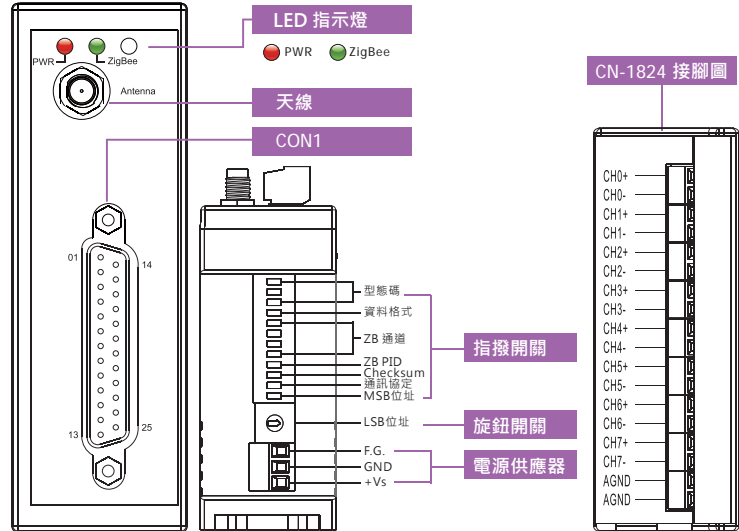 LED 指示燈
PWR ZigBee
PWR ZigBee
Antenna
天線
CON1
01
14
13
25
型態碼
資料格式
ZB 通道
ZB PID
Checksum
通訊協定
MSB位址
指撥開關
LSB位址
旋鈕開關
F.G.
GND
+Vs
電源供應器
CN-1824 接腳圖
CH0+
CH0-
CH1+
CH1-
CH2+
CH2-
CH3+
CH3-
CH4+
CH4-
CH5+
CH5-
CH6+
CH6-
CH7+
CH7-
AGND
AGND